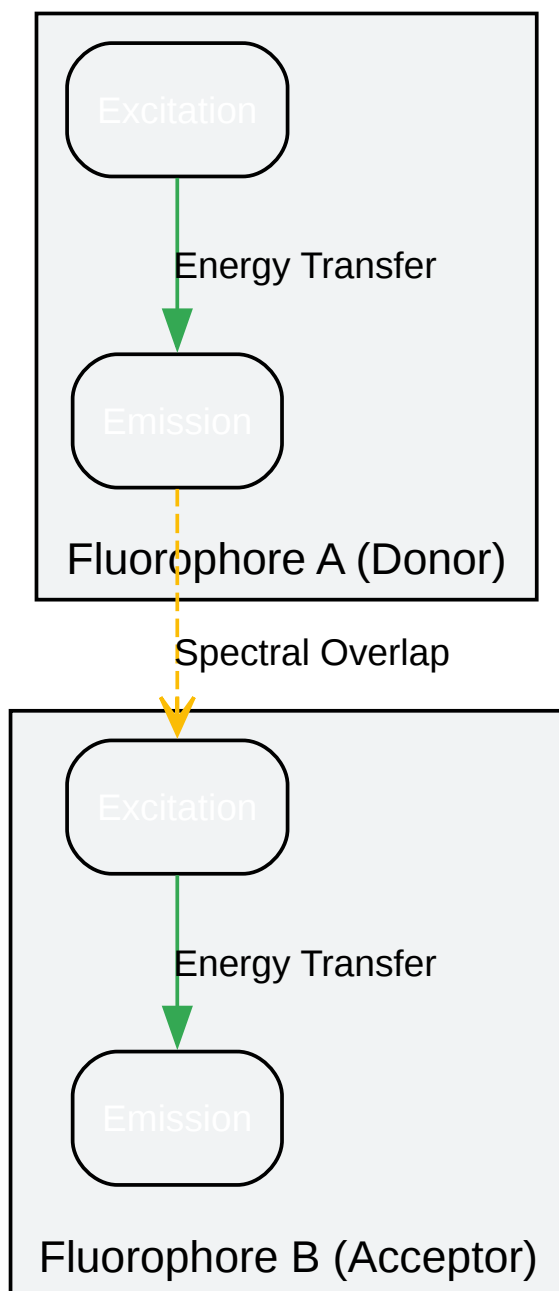 Excitation
Energy Transfer
Emission
Fluorophore A (Donor)
Spectral Overlap
Excitation
Energy Transfer
Emission
Fluorophore B (Acceptor)